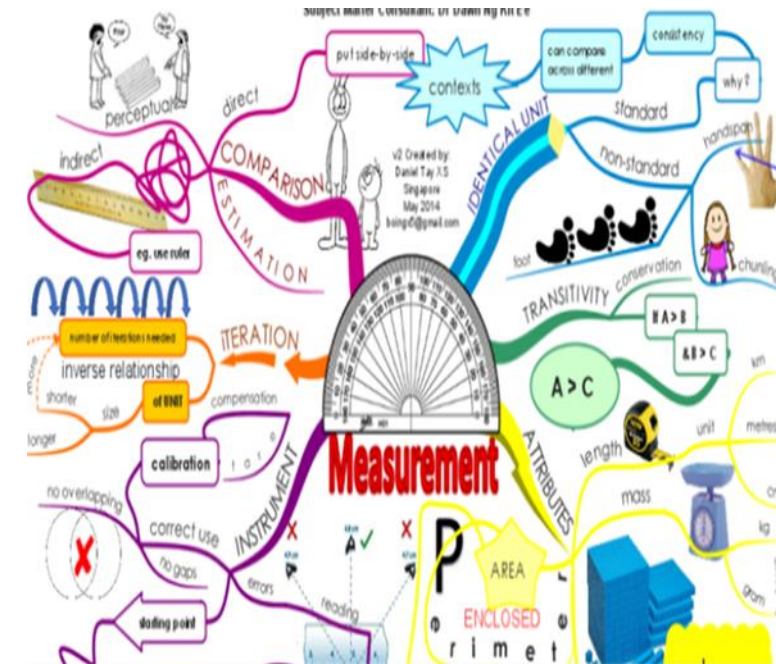 Subject Matter Consultant: Dr Dawn Ng Kit Ee
put side-by-side
direct
perceptual
indirect
COMPARISON
ESTIMATION
eg. use ruler
v2 Created by:
Daniel Tay X S
Singapore
May 2014
contexts
can compare
across different
consistency
why?
IDENTICAL UNIT
standard
non-standard
handspan
foot
chunling
TRANSITIVITY
conservation
If A > B
& B > C
A > C
iTERATION
number of iterations needed
inverse relationship
of UNIT
more
shorter
size
longer
Measurement
ATTRIBUTES
length
unit
km
metres
mass
kg
gram
AREA
ENCLOSED
Perimeter
INSTRUMENT
calibration
compensation
tare
no overlapping
correct use
no gaps
errors
reading
starting point